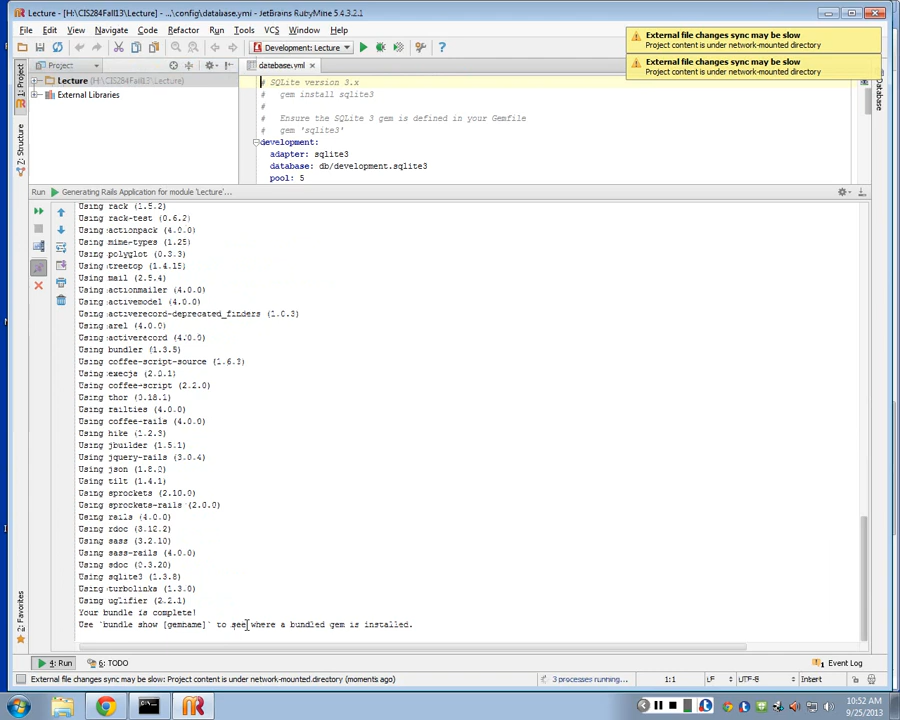 Lecture - [H:\CIS284Fall13\Lecture] - ...\config\database.yml - JetBrains RubyMine 5.4.3.2.1
File Edit View Navigate Code Refactor Run Tools VCS Window Help
Development: Lecture
External file changes sync may be slow
Project content is under network-mounted directory
External file changes sync may be slow
Project content is under network-mounted directory
1: Project
Z: Structure
2: Favorites
Database
Project
Lecture (H:\CIS284Fall13\Lecture)
External Libraries
database.yml
# SQLite version 3.x
#   gem install sqlite3
#
#   Ensure the SQLite 3 gem is defined in your Gemfile
#   gem 'sqlite3'
development:
adapter: sqlite3
database: db/development.sqlite3
pool: 5
Run Generating Rails Application for module 'Lecture'...
Using rack (1.5.2)
Using rack-test (0.6.2)
Using actionpack (4.0.0)
Using mime-types (1.25)
Using polyglot (0.3.3)
Using treetop (1.4.15)
Using mail (2.5.4)
Using actionmailer (4.0.0)
Using activemodel (4.0.0)
Using activerecord-deprecated_finders (1.0.3)
Using arel (4.0.0)
Using activerecord (4.0.0)
Using bundler (1.3.5)
Using coffee-script-source (1.6.3)
Using execjs (2.0.1)
Using coffee-script (2.2.0)
Using thor (0.18.1)
Using railties (4.0.0)
Using coffee-rails (4.0.0)
Using hike (1.2.3)
Using jbuilder (1.5.1)
Using jquery-rails (3.0.4)
Using json (1.8.0)
Using tilt (1.4.1)
Using sprockets (2.10.0)
Using sprockets-rails (2.0.0)
Using rails (4.0.0)
Using rdoc (3.12.2)
Using sass (3.2.10)
Using sass-rails (4.0.0)
Using sdoc (0.3.20)
Using sqlite3 (1.3.8)
Using turbolinks (1.3.0)
Using uglifier (2.2.1)
Your bundle is complete!
Use `bundle show [gemname]` to see where a bundled gem is installed.
4: Run 6: TODO 1 Event Log
External file changes sync may be slow: Project content is under network-mounted directory (moments ago) 3 processes running... 1:1 LF UTF-8 Insert
10:52 AM
9/25/2013